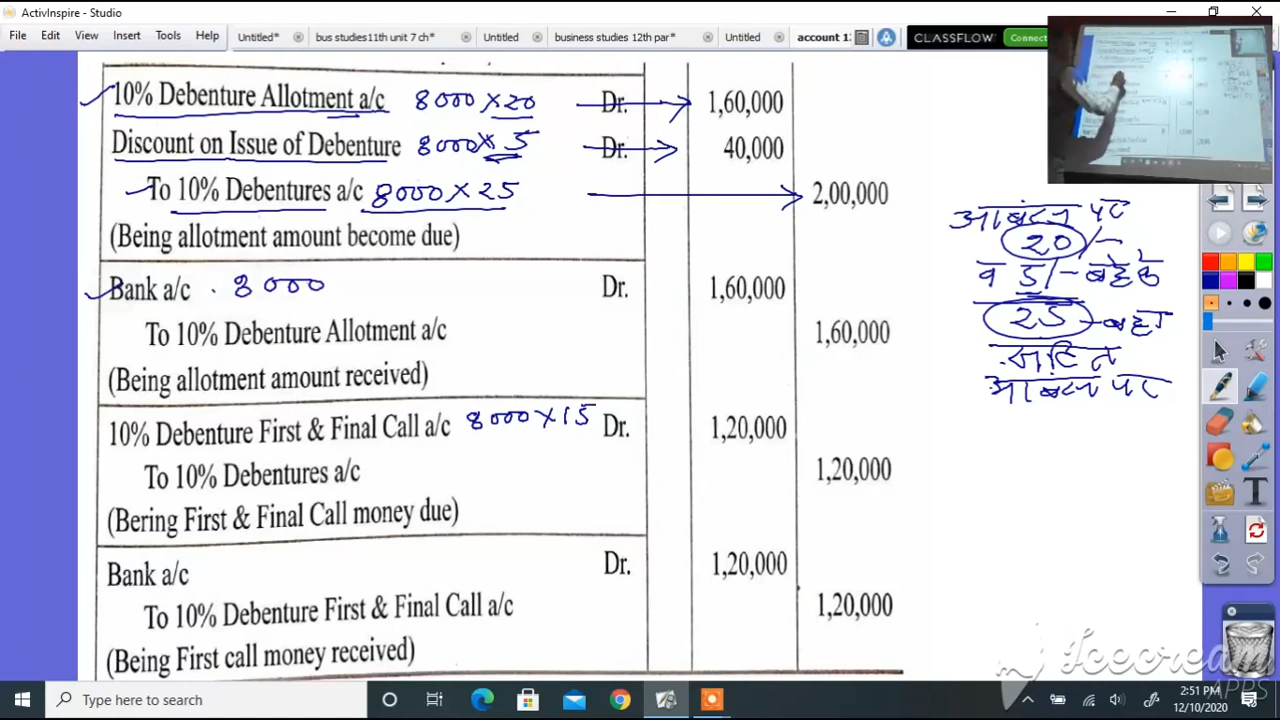 ActivInspire - Studio
File Edit View Insert Tools Help Untitled* bus studies11th unit 7 ch* Untitled business studies 12th par* Untitled account 1 CLASSFLOW Connect
10% Debenture Allotment a/c 8000×20 Dr. 1,60,000
Discount on Issue of Debenture 8000×5 Dr. 40,000
To 10% Debentures a/c 8000×25 2,00,000
(Being allotment amount become due)
Bank a/c 8000 Dr. 1,60,000
To 10% Debenture Allotment a/c 1,60,000
(Being allotment amount received)
10% Debenture First & Final Call a/c 8000×15 Dr. 1,20,000
To 10% Debentures a/c 1,20,000
(Bering First & Final Call money due)
Bank a/c Dr. 1,20,000
To 10% Debenture First & Final Call a/c 1,20,000
(Being First call money received)
आबंटन पर
20/-
व 5/- बट्टे के
25 - बट्टा
सहित
आबंटन पर
Icecream
APPS
Type here to search
2:51 PM
12/10/2020